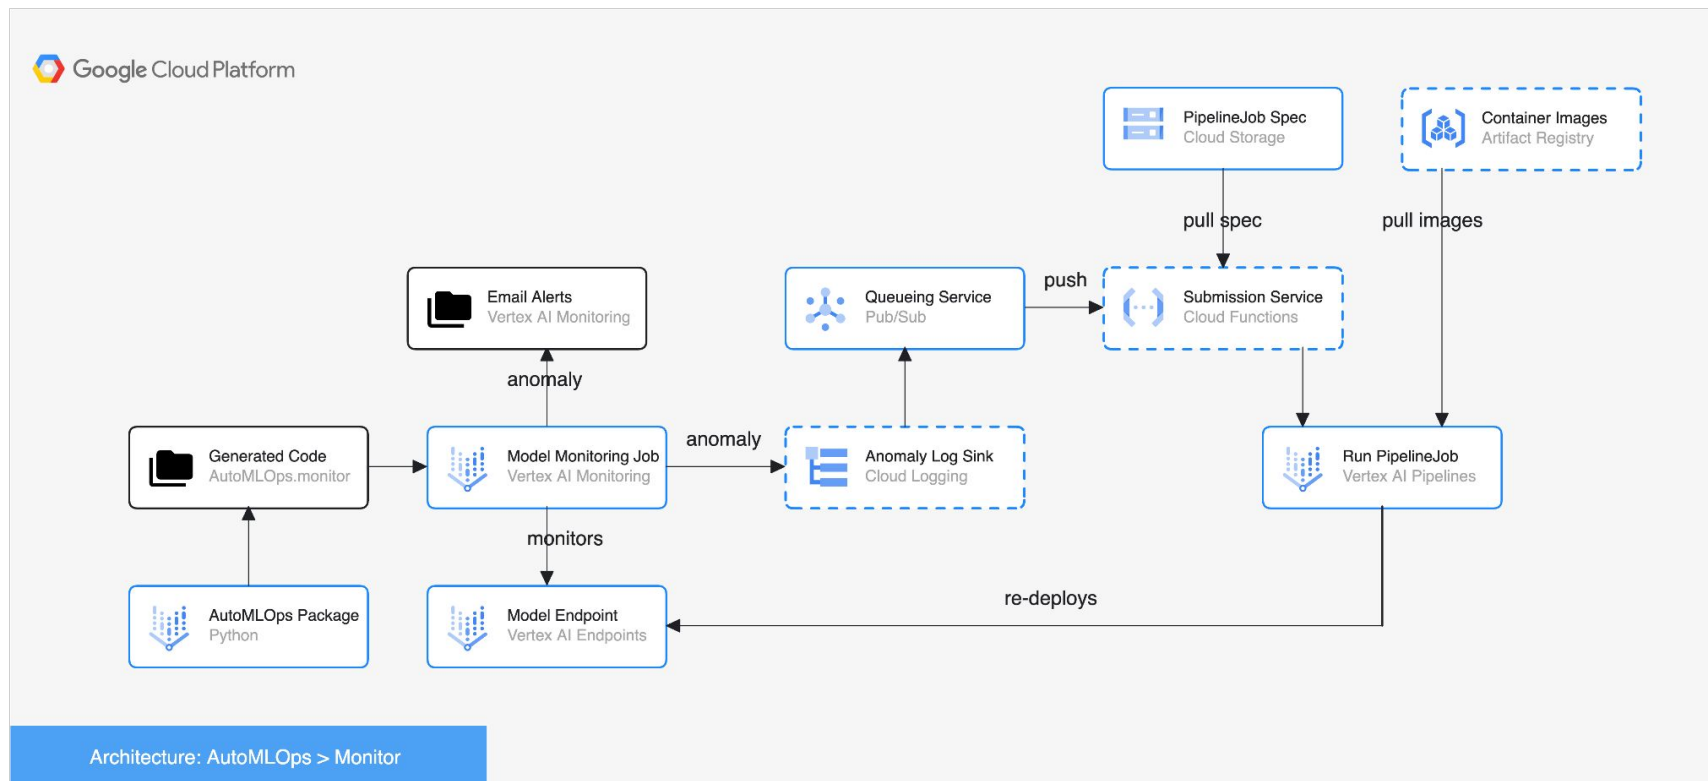 Google Cloud Platform
PipelineJob Spec
Cloud Storage
Container Images
Artifact Registry
pull spec
pull images
Email Alerts
Vertex AI Monitoring
Queueing Service
Pub/Sub
push
Submission Service
Cloud Functions
anomaly
Generated Code
AutoMLOps.monitor
Model Monitoring Job
Vertex AI Monitoring
anomaly
Anomaly Log Sink
Cloud Logging
Run PipelineJob
Vertex AI Pipelines
monitors
AutoMLOps Package
Python
Model Endpoint
Vertex AI Endpoints
re-deploys
Architecture: AutoMLOps > Monitor